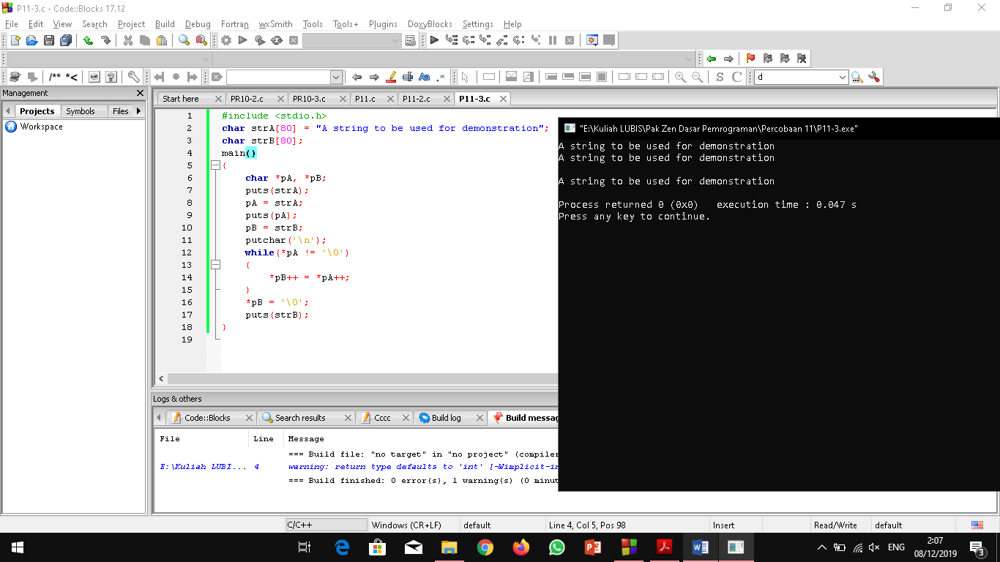 P11-3.c - Code::Blocks 17.12
File Edit View Search Project Build Debug Fortran wxSmith Tools Tools+ Plugins DoxyBlocks Settings Help
/** *< Aa .* S C d
Management
Projects Symbols Files
Workspace
Start here PR10-2.c PR10-3.c P11.c P11-2.c P11-3.c
1 #include <stdio.h>
2 char strA[80] = "A string to be used for demonstration";
3 char strB[80];
4 main()
5 {
6 char *pA, *pB;
7 puts(strA);
8 pA = strA;
9 puts(pA);
10 pB = strB;
11 putchar('\n');
12 while(*pA != '\0')
13 {
14 *pB++ = *pA++;
15 }
16 *pB = '\0';
17 puts(strB);
18 }
19
"E:\Kuliah LUBIS\Pak Zen Dasar Pemrograman\Percobaan 11\P11-3.exe"
A string to be used for demonstration
A string to be used for demonstration
A string to be used for demonstration
Process returned 0 (0x0) execution time : 0.047 s
Press any key to continue.
Logs & others
Code::Blocks Search results Cccc Build log Build messag
File Line Message
=== Build file: "no target" in "no project" (compiler
E:\Kuliah LUBI... 4 warning: return type defaults to 'int' [-Wimplicit-in
=== Build finished: 0 error(s), 1 warning(s) (0 minut
C/C++ Windows (CR+LF) default Line 4, Col 5, Pos 98 Insert Read/Write default
ENG 2:07
08/12/2019 3